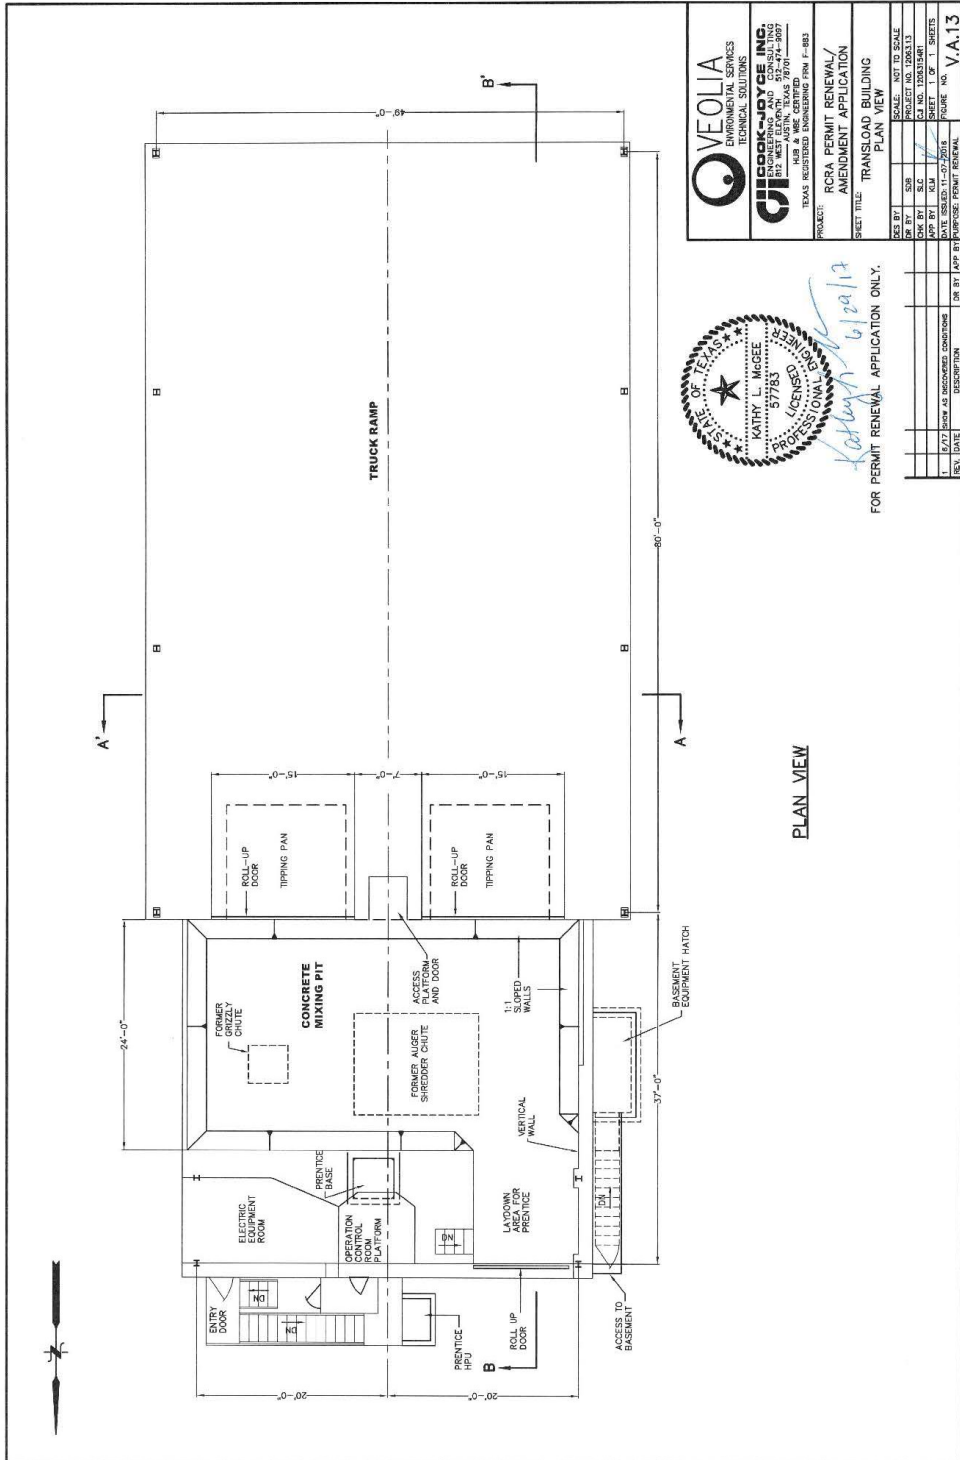 B'
49'-0"
TRUCK RAMP
80'-0"
A'
A
15'-0"
7'-0"
15'-0"
ROLL-UP
DOOR
TIPPING PAN
ROLL-UP
DOOR
TIPPING PAN
24'-0"
FORMER
GRIZZLY
CHUTE
CONCRETE
MIXING PIT
ACCESS
PLATFORM
AND DOOR
FORMER AUGER
SHREDDER CHUTE
1:1
SLOPED
WALLS
VERTICAL
WALL
BASEMENT
EQUIPMENT HATCH
37'-0"
ELECTRIC
EQUIPMENT
ROOM
PRENTICE
BASE
OPERATION
CONTROL
ROOM
PLATFORM
DN
LAYDOWN
AREA FOR
PRENTICE
DN
ENTRY
DOOR
DN
DN
PRENTICE
HPU
ROLL UP
DOOR
B
ACCESS TO
BASEMENT
20'-0"
20'-0"
PLAN VIEW
STATE OF TEXAS
KATHY L. McGEE
57783
LICENSED
PROFESSIONAL ENGINEER
6/29/17
FOR PERMIT RENEWAL APPLICATION ONLY.
VEOLIA
ENVIRONMENTAL SERVICES
TECHNICAL SOLUTIONS
COOK-JOYCE INC.
ENGINEERING AND CONSULTING
812 WEST ELEVENTH 512-474-9097
AUSTIN, TEXAS 78701
HUB & WBE CERTIFIED
TEXAS REGISTERED ENGINEERING FIRM F-883
PROJECT:
RCRA PERMIT RENEWAL/
AMENDMENT APPLICATION
SHEET TITLE:
TRANSLOAD BUILDING
PLAN VIEW
DES BY SCALE: NOT TO SCALE
DR BY SDB PROJECT NO. 12063.13
CHK BY SLC CJI NO. 12063154R1
APP BY KLM SHEET 1 OF 1 SHEETS
DATE ISSUED: 11-07-2016 FIGURE NO.
PURPOSE: PERMIT RENEWAL V.A.13
1 6/17 SHOW AS DISCOVERED CONDITIONS
REV. DATE DESCRIPTION DR BY APP BY